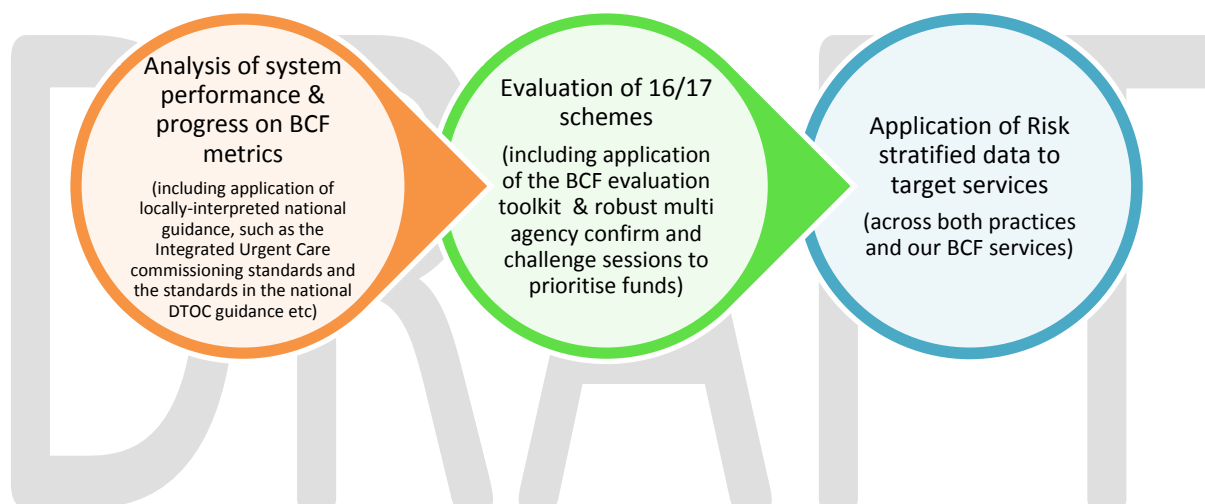 Analysis of system
performance &
progress on BCF
metrics
(including application of
locally-interpreted national
guidance, such as the
Integrated Urgent Care
commissioning standards and
the standards in the national
DTOC guidance etc)
Evaluation of 16/17
schemes
(including application
of the BCF evaluation
toolkit & robust multi
agency confirm and
challenge sessions to
prioritise funds)
Application of Risk
stratified data to
target services
(across both practices
and our BCF services)
DRAFT